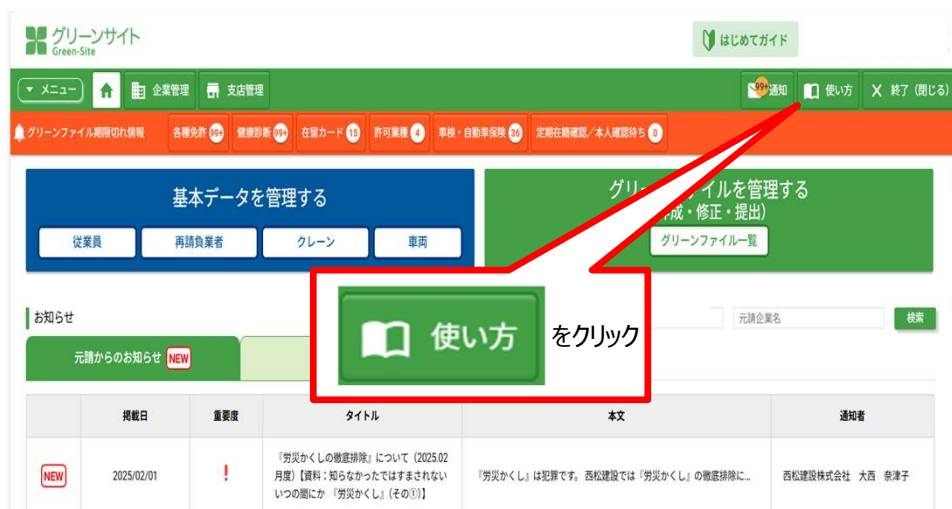 グリーンサイト
Green-Site
はじめてガイド
▼ メニュー
企業管理
支店管理
99+ 通知
使い方
X 終了（閉じる）
グリーンファイル期限切れ情報
各種免許 99+
健康診断 99+
在留カード 15
許可業種 4
車検・自動車保険 36
定期在籍確認／本人確認待ち 0
基本データを管理する
従業員
再請負業者
クレーン
車両
グリ
イルを管理する
成・修正・提出）
グリーンファイル一覧
使い方 をクリック
お知らせ
元請企業名
検索
元請からのお知らせ NEW
掲載日
重要度
タイトル
本文
通知者
NEW
2025/02/01
!
『労災かくしの徹底排除』について（2025.02
月度）【資料：知らなかったではすまされない
いつの間にか 『労災かくし』（その①）】
『労災かくし』は犯罪です。 西松建設では『労災かくし』の徹底排除に...
西松建設株式会社 大西 奈津子